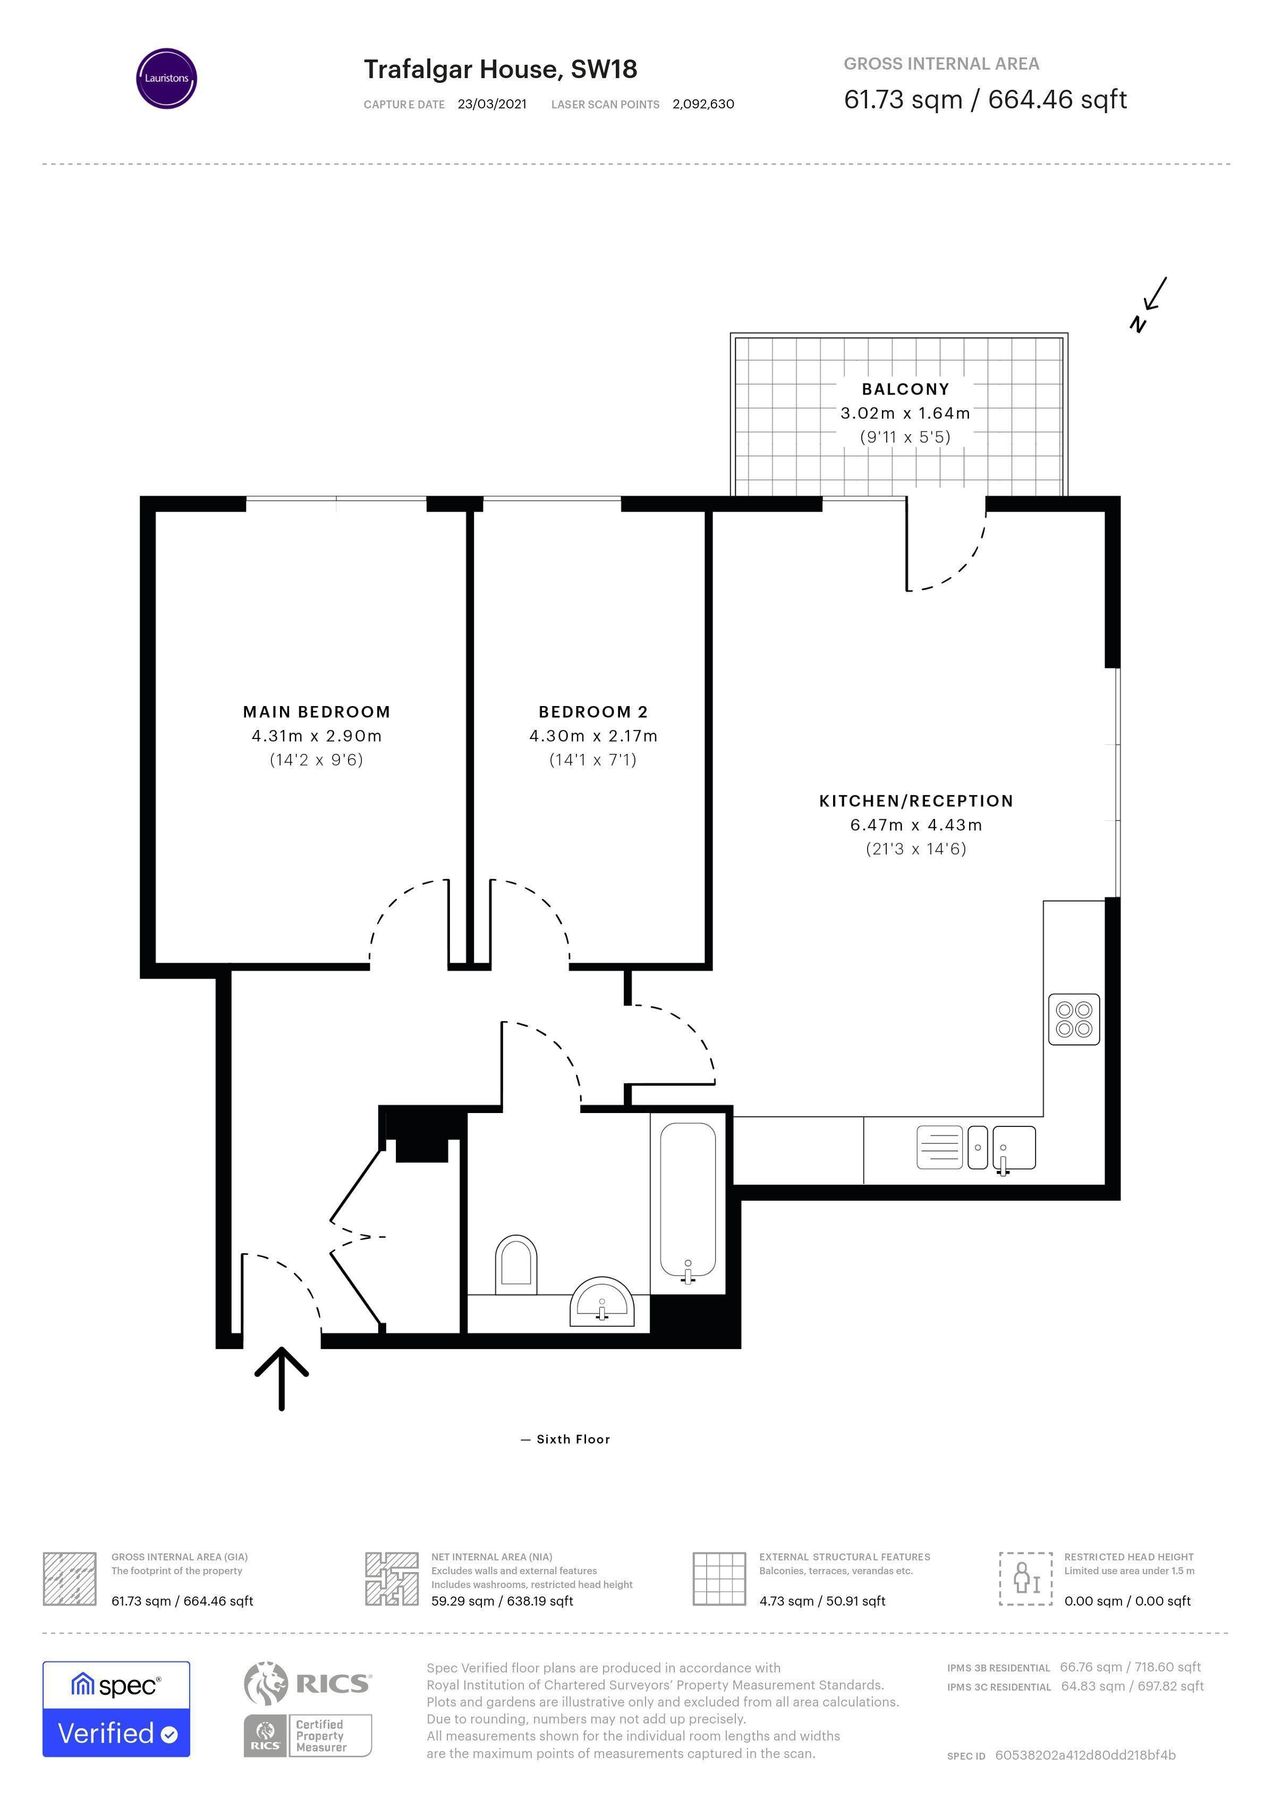 Lauristons
Trafalgar House, SW18
CAPTURE DATE 23/03/2021 LASER SCAN POINTS 2,092,630
GROSS INTERNAL AREA
61.73 sqm / 664.46 sqft
N
BALCONY
3.02m x 1.64m
(9'11 x 5'5)
MAIN BEDROOM
4.31m x 2.90m
(14'2 x 9'6)
BEDROOM 2
4.30m x 2.17m
(14'1 x 7'1)
KITCHEN/RECEPTION
6.47m x 4.43m
(21'3 x 14'6)
— Sixth Floor
GROSS INTERNAL AREA (GIA)
The footprint of the property
61.73 sqm / 664.46 sqft
NET INTERNAL AREA (NIA)
Excludes walls and external features
Includes washrooms, restricted head height
59.29 sqm / 638.19 sqft
EXTERNAL STRUCTURAL FEATURES
Balconies, terraces, verandas etc.
4.73 sqm / 50.91 sqft
RESTRICTED HEAD HEIGHT
Limited use area under 1.5 m
0.00 sqm / 0.00 sqft
spec®
Verified
RICS®
RICS
Certified
Property
Measurer
Spec Verified floor plans are produced in accordance with
Royal Institution of Chartered Surveyors' Property Measurement Standards.
Plots and gardens are illustrative only and excluded from all area calculations.
Due to rounding, numbers may not add up precisely.
All measurements shown for the individual room lengths and widths
are the maximum points of measurements captured in the scan.
IPMS 3B RESIDENTIAL 66.76 sqm / 718.60 sqft
IPMS 3C RESIDENTIAL 64.83 sqm / 697.82 sqft
SPEC ID 60538202a412d80dd218bf4b